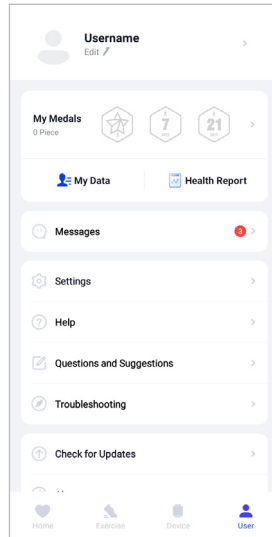 Username
Edit
My Medals
0 Piece
7
21
My Data
Health Report
Messages
3
Settings
Help
Questions and Suggestions
Troubleshooting
Check for Updates
Home
Exercise
Device
User